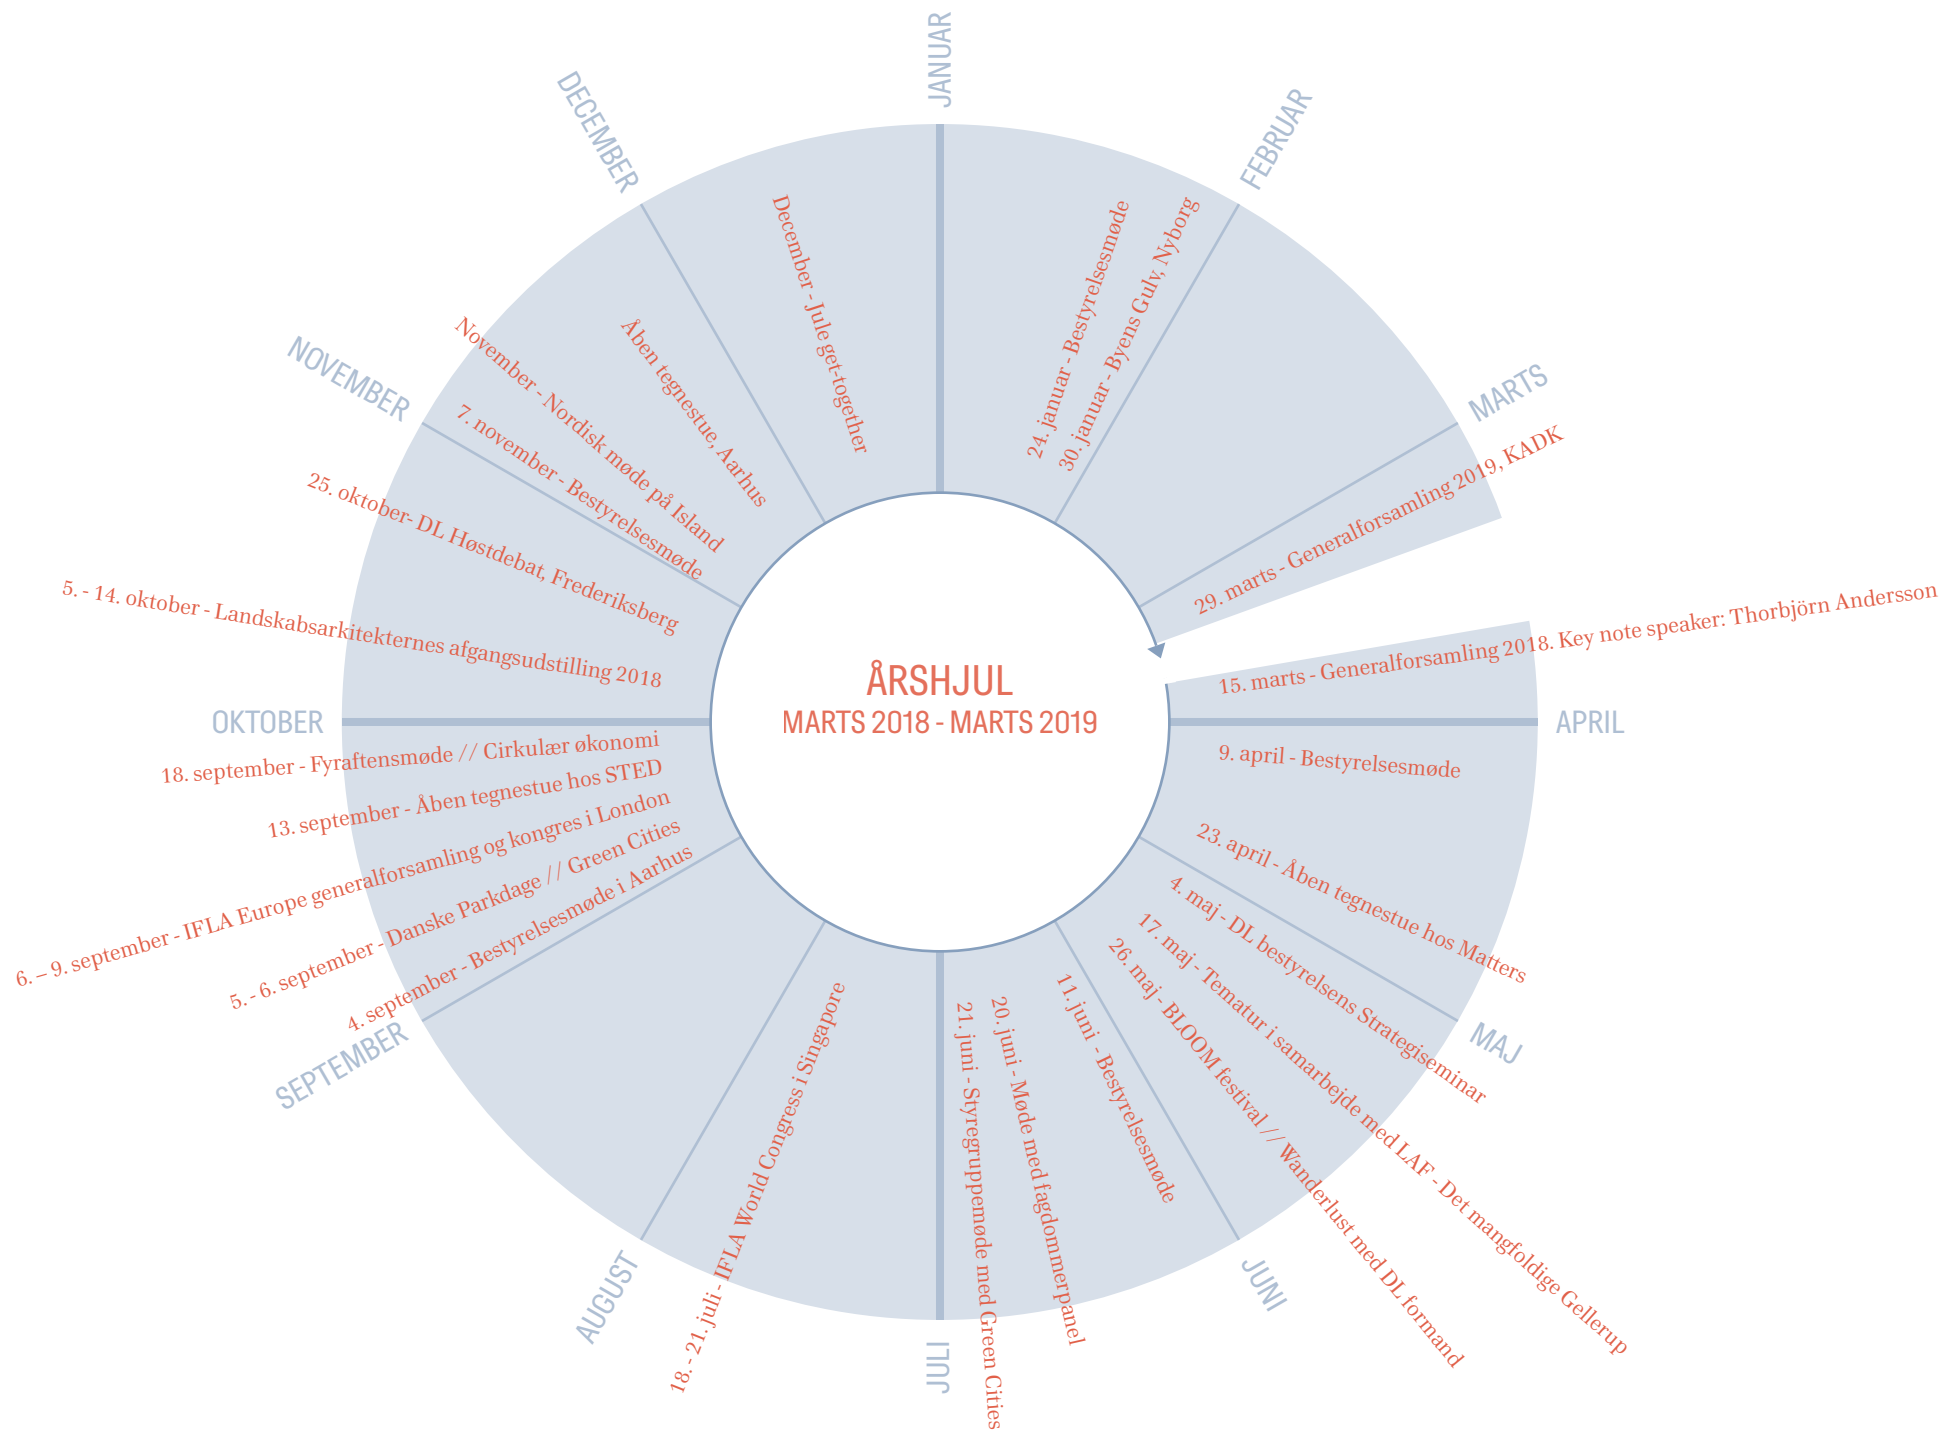 ÅRSHJUL
MARTS 2018 - MARTS 2019
JANUAR
24. januar - Bestyrelsesmøde
30. januar - Byens Gulv, Nyborg
FEBRUAR
MARTS
29. marts - Generalforsamling 2019, KADK
15. marts - Generalforsamling 2018. Key note speaker: Thorbjörn Andersson
APRIL
9. april - Bestyrelsesmøde
23. april - Åben tegnestue hos Matters
MAJ
4. maj - DL bestyrelsens Strategiseminar
17. maj - Tematur i samarbejde med LAF - Det mangfoldige Gellerup
26. maj - BLOOM festival // Wanderlust med DL formand
JUNI
11. juni - Bestyrelsesmøde
20. juni - Møde med fagdommerpanel
21. juni - Styregruppemøde med Green Cities
JULI
18. - 21. juli - IFLA World Congress i Singapore
AUGUST
SEPTEMBER
4. september - Bestyrelsesmøde i Aarhus
5. - 6. september - Danske Parkdage // Green Cities
6. – 9. september - IFLA Europe generalforsamling og kongres i London
13. september - Åben tegnestue hos STED
18. september - Fyraftensmøde // Cirkulær økonomi
OKTOBER
5. - 14. oktober - Landskabsarkitekternes afgangsudstilling 2018
25. oktober- DL Høstdebat, Frederiksberg
NOVEMBER
7. november - Bestyrelsesmøde
November - Nordisk møde på Island
Åben tegnestue, Aarhus
DECEMBER
December - Jule get-together